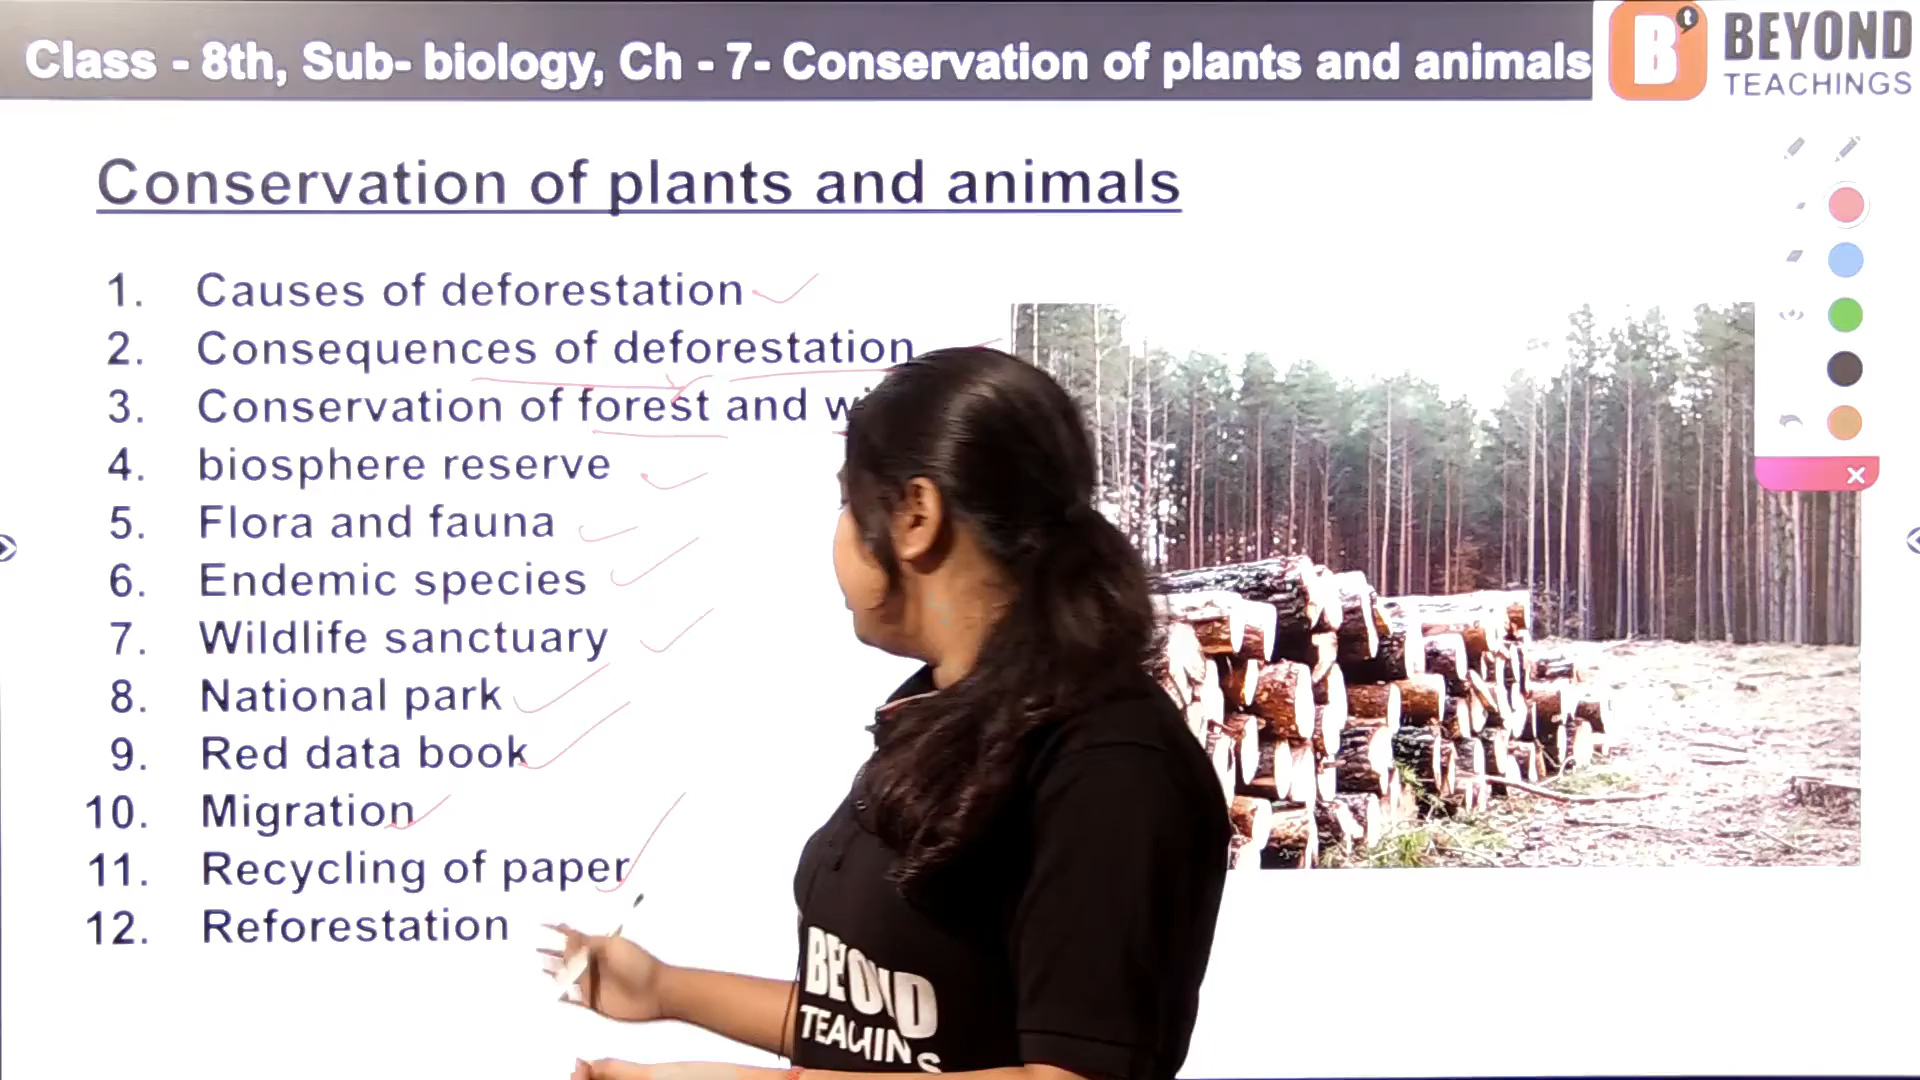 Class - 8th, Sub- biology, Ch - 7- Conservation of plants and animals
BEYOND
TEACHINGS
Conservation of plants and animals
1. Causes of deforestation
2. Consequences of deforestation
3. Conservation of forest and
4. biosphere reserve
5. Flora and fauna
6. Endemic species
7. Wildlife sanctuary
8. National park
9. Red data book
10. Migration
11. Recycling of paper
12. Reforestation
BEYOND
TEACHINGS